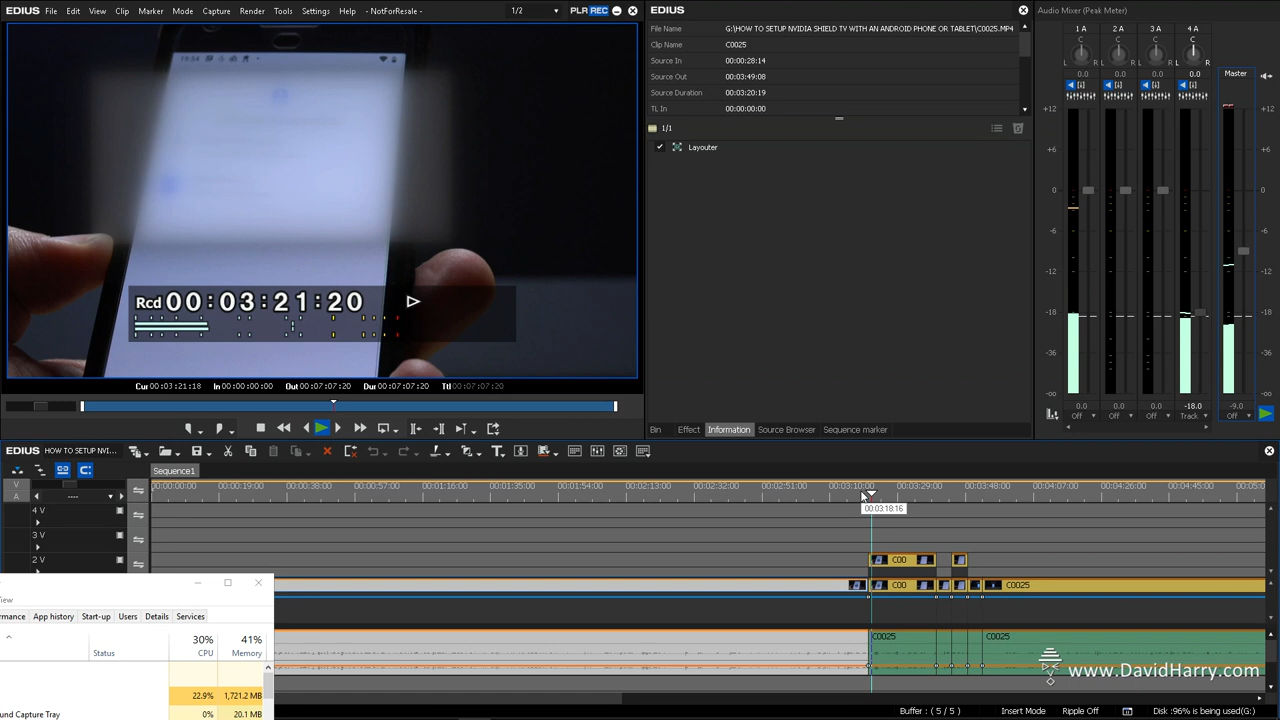 EDIUS File Edit View Clip Marker Mode Capture Render Tools Settings Help - NotForResale - 1/2 PLR REC
EDIUS
Audio Mixer (Peak Meter)
File Name G:\HOW TO SETUP NVIDIA SHIELD TV WITH AN ANDROID PHONE OR TABLET\C0025.MP4
Clip Name C0025
Source In 00:00:28:14
Source Out 00:03:49:08
Source Duration 00:03:20:19
TL In 00:00:00:00
1/1
Layouter
1 A 2 A 3 A 4 A
C C C C
L R L R L R L R
0.0 0.0 0.0 0.0 Master
+12 +12
+6 +6
0 0
-6 -6
-12 -12
-18 -18
-36 -36
-oo -oo
0.0 0.0 0.0 -18.0 -9.0
Off Off Off Track... Off
19:34
Rcd 00:03:21:20
Cur 00:03:21:18 In 00:00:00:00 Out 00:07:07:20 Dur 00:07:07:20 Ttl 00:07:07:20
Bin Effect Information Source Browser Sequence marker
EDIUS HOW TO SETUP NVI...
Sequence1
V
A
----
00:00:00:00 00:00:19:00 00:00:38:00 00:00:57:00 00:01:16:00 00:01:35:00 00:01:54:00 00:02:13:00 00:02:32:00 00:02:51:00 00:03:10:00 00:03:29:00 00:03:48:00 00:04:07:00 00:04:26:00 00:04:45:00 00:05:0
00:03:18:16
4 V
3 V
2 V
C00
C00 C0025
C0025 C0025
iew
rmance App history Start-up Users Details Services
30% 41%
Status CPU Memory
22.9% 1,721.2 MB
und Capture Tray 0% 20.1 MB
www.DavidHarry.com
Buffer : ( 5 / 5 ) Insert Mode Ripple Off Disk :96% is being used(G:)